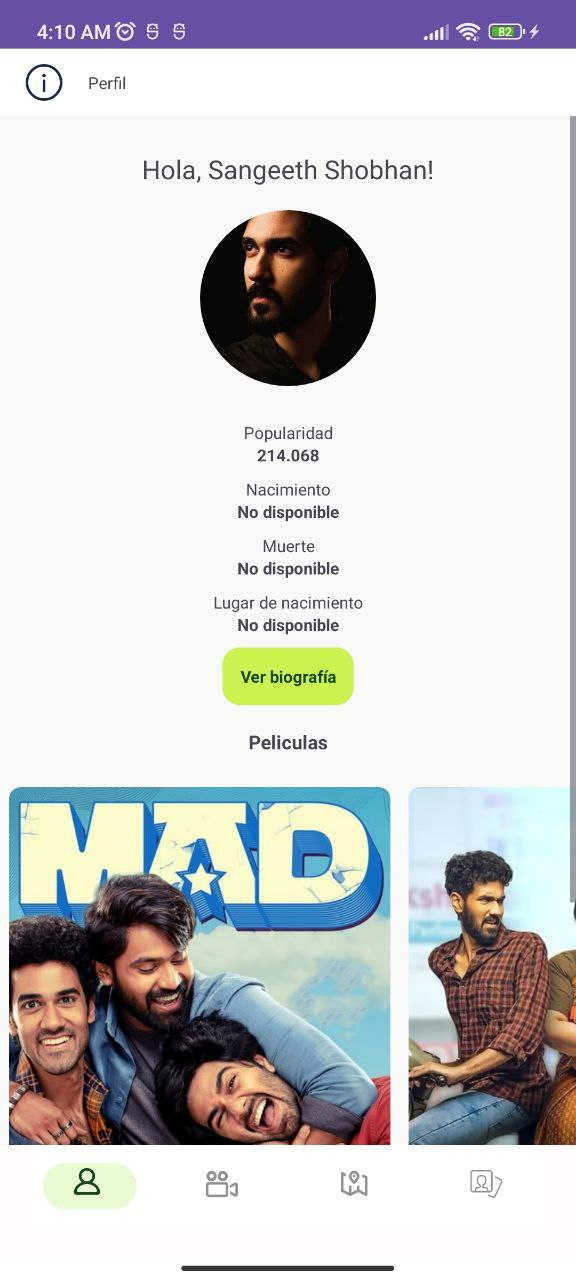 4:10 AM
82
Perfil
Hola, Sangeeth Shobhan!
Popularidad
214.068
Nacimiento
No disponible
Muerte
No disponible
Lugar de nacimiento
No disponible
Ver biografía
Peliculas
MAD